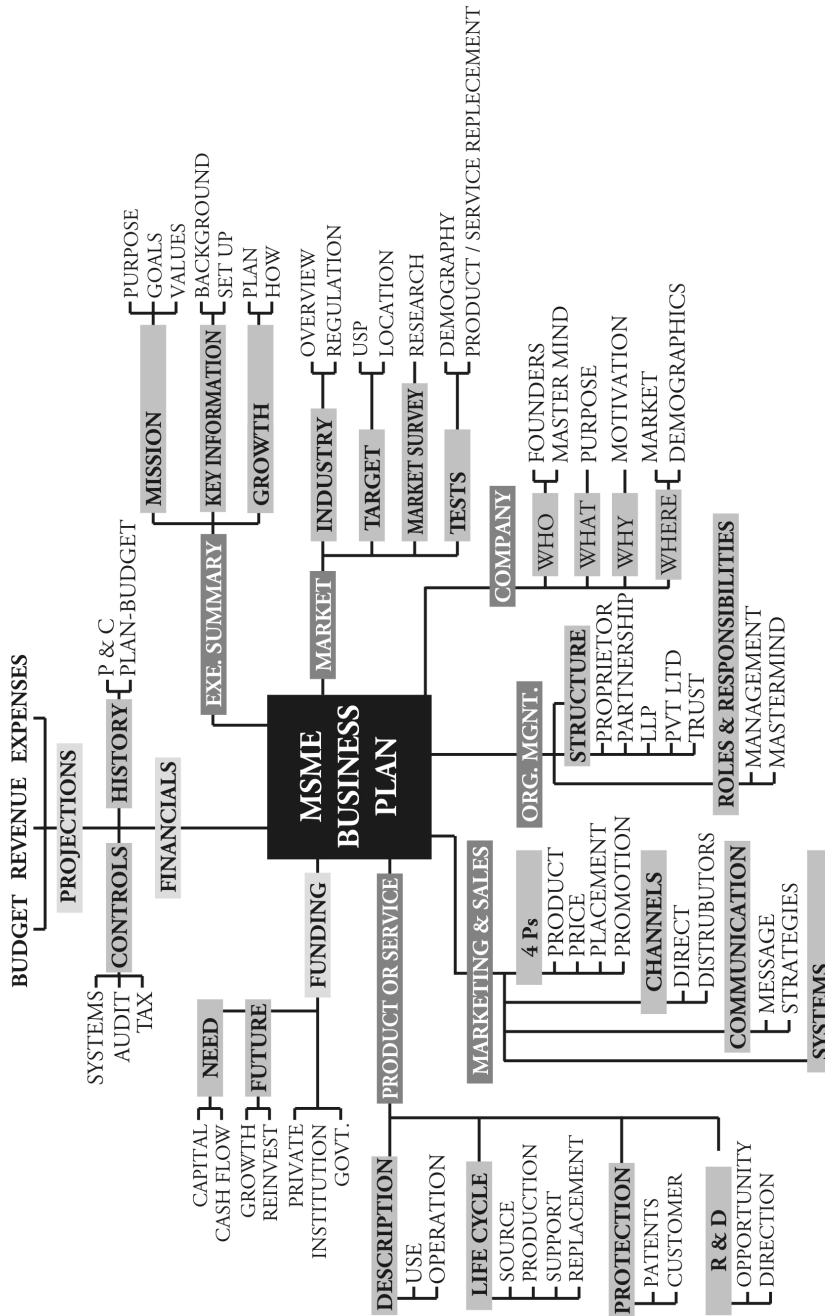 BUDGET REVENUE EXPENSES
PROJECTIONS
CONTROLS
SYSTEMS
AUDIT
TAX
HISTORY
P & C
PLAN-BUDGET
FINANCIALS
EXE. SUMMARY
MISSION
PURPOSE
GOALS
VALUES
KEY INFORMATION
BACKGROUND
SET UP
GROWTH
PLAN
HOW
MSME
BUSINESS
PLAN
FUNDING
NEED
CAPITAL
CASH FLOW
FUTURE
GROWTH
REINVEST
PRIVATE
INSTITUTION
GOVT.
MARKET
INDUSTRY
OVERVIEW
REGULATION
TARGET
USP
LOCATION
MARKET SURVEY
RESEARCH
TESTS
DEMOGRAPHY
PRODUCT / SERVICE REPLECEMENT
PRODUCT OR SERVICE
DESCRIPTION
USE
OPERATION
LIFE CYCLE
SOURCE
PRODUCTION
SUPPORT
REPLACEMENT
PROTECTION
PATENTS
CUSTOMER
R & D
OPPORTUNITY
DIRECTION
MARKETING & SALES
4 Ps
PRODUCT
PRICE
PLACEMENT
PROMOTION
CHANNELS
DIRECT
DISTRUBUTORS
COMMUNICATION
MESSAGE
STRATEGIES
SYSTEMS
ORG. MGNT.
STRUCTURE
PROPRIETOR
PARTNERSHIP
LLP
PVT LTD
TRUST
ROLES & RESPONSIBILITIES
MANAGEMENT
MASTERMIND
COMPANY
WHO
FOUNDERS
MASTER MIND
WHAT
PURPOSE
WHY
MOTIVATION
WHERE
MARKET
DEMOGRAPHICS